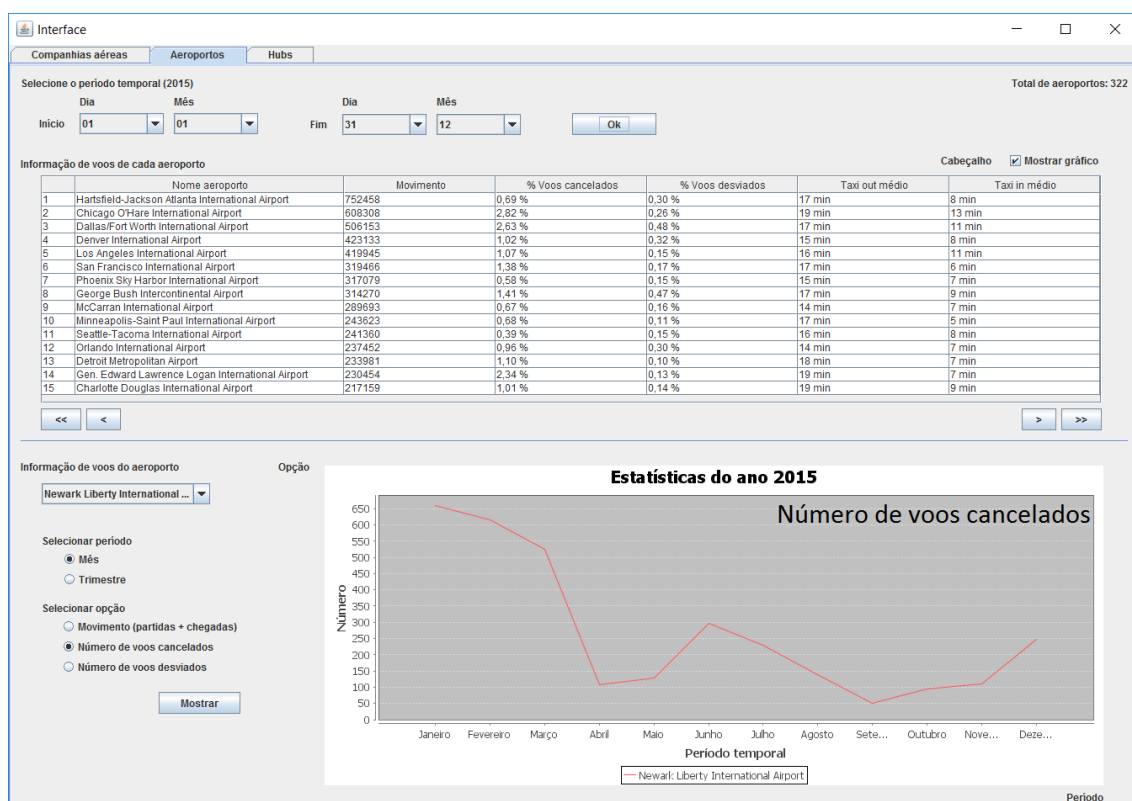 Interface
Companhias aéreas Aeroportos Hubs
Selecione o período temporal (2015) Total de aeroportos: 322
Dia Mês Dia Mês
Início 01 01 Fim 31 12 Ok
Informação de voos de cada aeroporto Cabeçalho Mostrar gráfico
Nome aeroporto Movimento % Voos cancelados % Voos desviados Taxi out médio Taxi in médio
1 Hartsfield-Jackson Atlanta International Airport 752458 0,69 % 0,30 % 17 min 8 min
2 Chicago O'Hare International Airport 608308 2,82 % 0,26 % 19 min 13 min
3 Dallas/Fort Worth International Airport 506153 2,63 % 0,48 % 17 min 11 min
4 Denver International Airport 423133 1,02 % 0,32 % 15 min 8 min
5 Los Angeles International Airport 419945 1,07 % 0,15 % 16 min 11 min
6 San Francisco International Airport 319466 1,38 % 0,17 % 17 min 6 min
7 Phoenix Sky Harbor International Airport 317079 0,58 % 0,15 % 15 min 7 min
8 George Bush Intercontinental Airport 314270 1,41 % 0,47 % 17 min 9 min
9 McCarran International Airport 289693 0,67 % 0,16 % 14 min 7 min
10 Minneapolis-Saint Paul International Airport 243623 0,68 % 0,11 % 17 min 5 min
11 Seattle-Tacoma International Airport 241360 0,39 % 0,15 % 16 min 8 min
12 Orlando International Airport 237452 0,96 % 0,30 % 14 min 7 min
13 Detroit Metropolitan Airport 233981 1,10 % 0,10 % 18 min 7 min
14 Gen. Edward Lawrence Logan International Airport 230454 2,34 % 0,13 % 19 min 7 min
15 Charlotte Douglas International Airport 217159 1,01 % 0,14 % 19 min 9 min
<< < > >>
Informação de voos do aeroporto Opção
Newark Liberty International ...
Selecionar período
Mês
Trimestre
Selecionar opção
Movimento (partidas + chegadas)
Número de voos cancelados
Número de voos desviados
Mostrar
Estatísticas do ano 2015
Número de voos cancelados
Número
650
600
550
500
450
400
350
300
250
200
150
100
50
0
Janeiro Fevereiro Março Abril Maio Junho Julho Agosto Sete... Outubro Nove... Deze...
Período temporal
Newark Liberty International Airport
Período